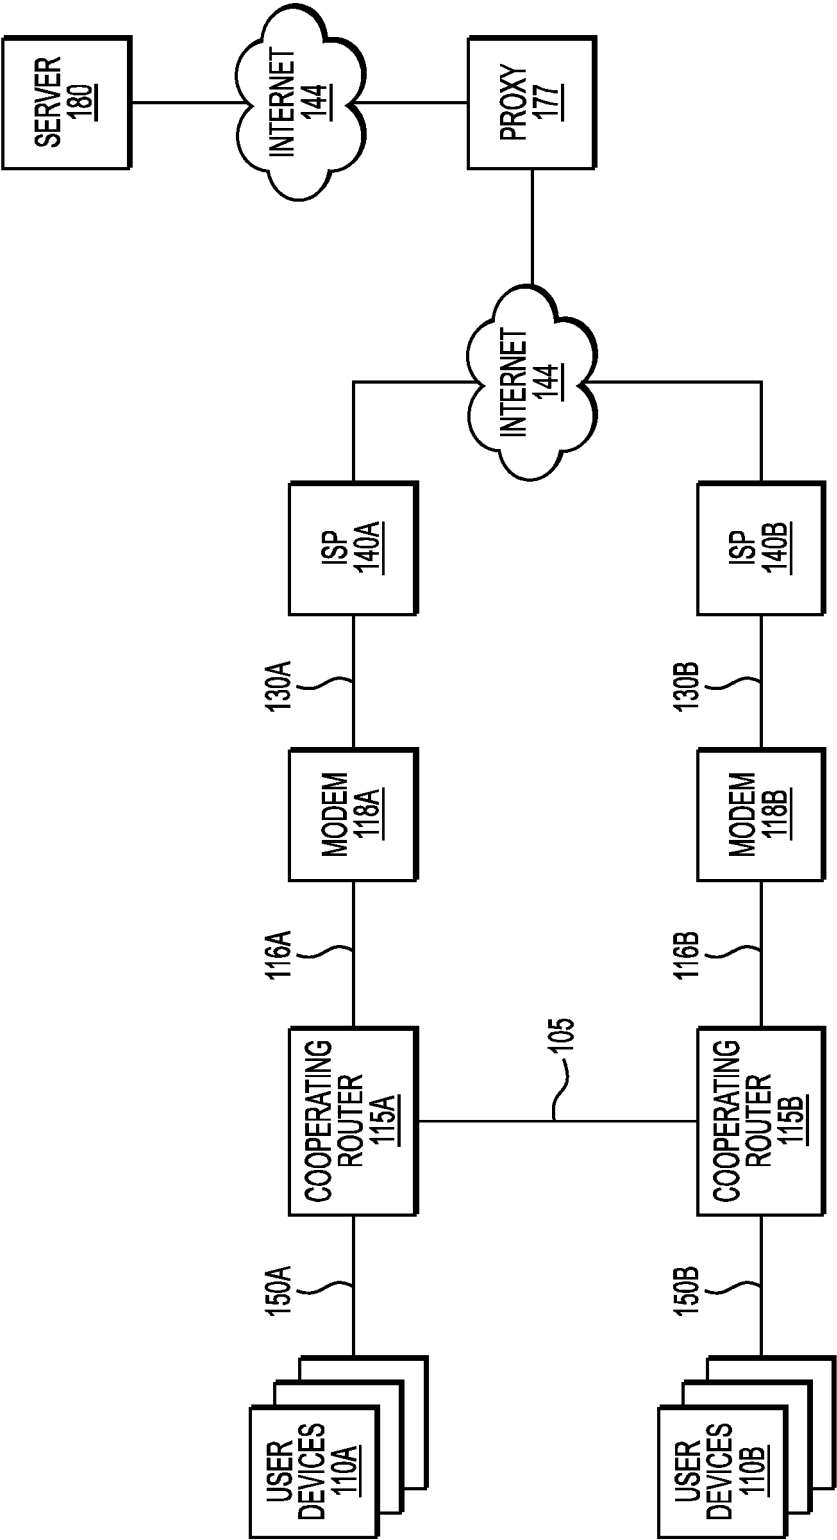 USER
DEVICES
110A
150A
COOPERATING
ROUTER
115A
116A
MODEM
118A
130A
ISP
140A
105
USER
DEVICES
110B
150B
COOPERATING
ROUTER
115B
116B
MODEM
118B
130B
ISP
140B
INTERNET
144
PROXY
177
INTERNET
144
SERVER
180